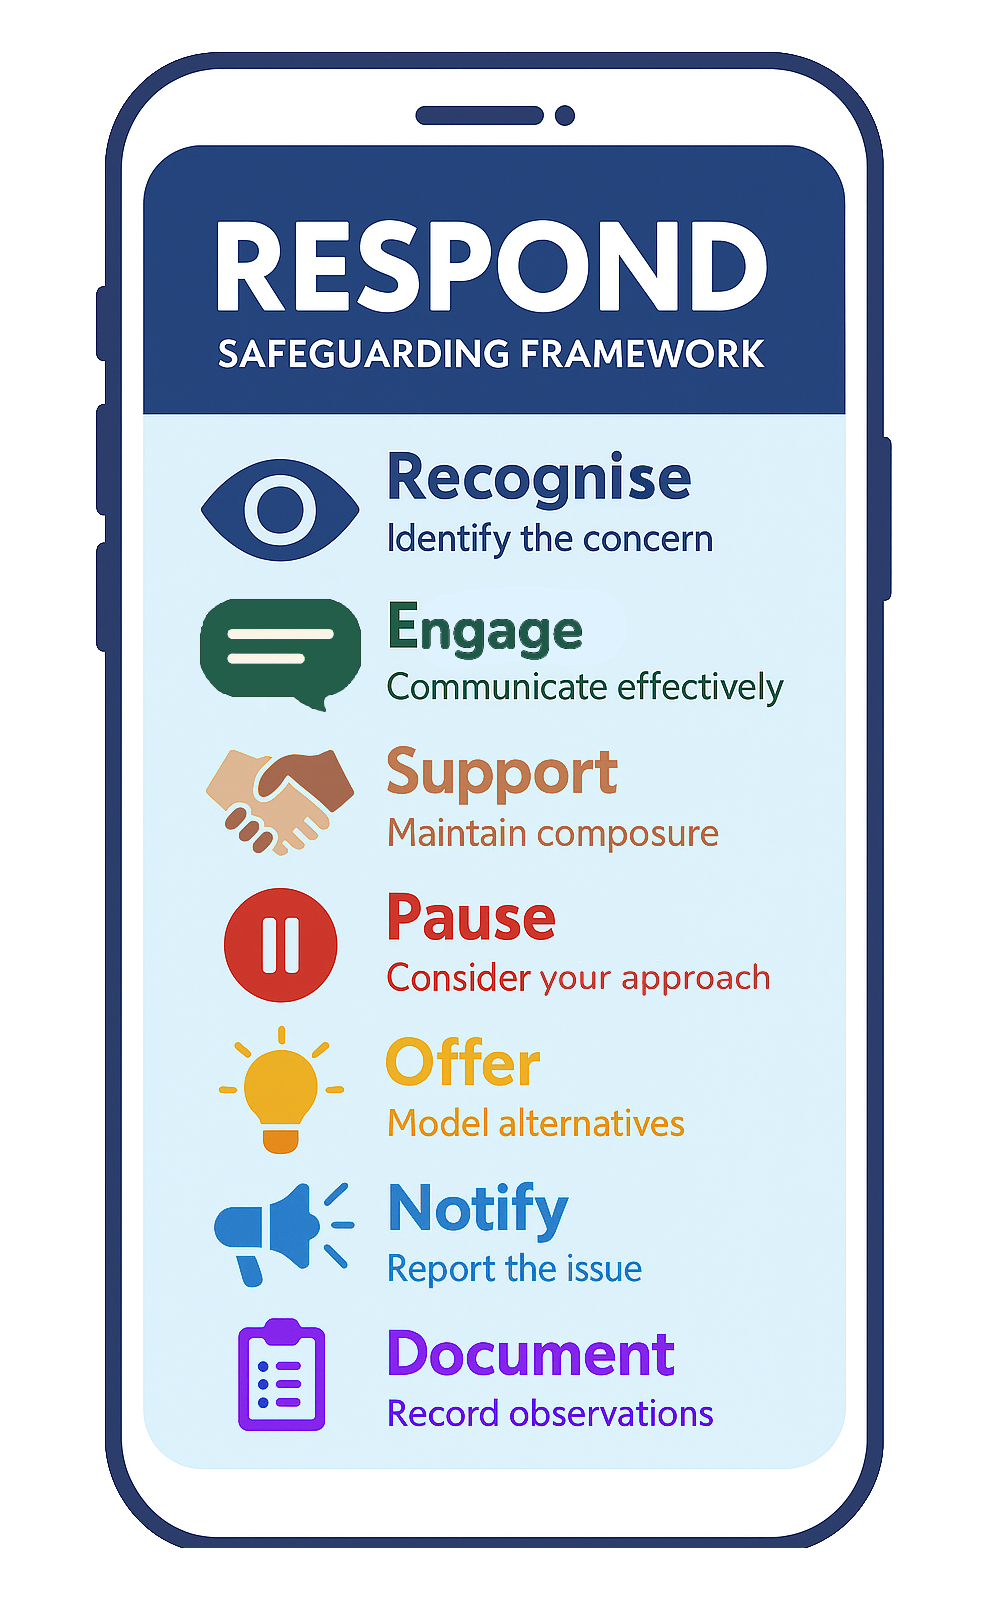 RESPOND
SAFEGUARDING FRAMEWORK
Recognise
Identify the concern
Engage
Communicate effectively
Support
Maintain composure
Pause
Consider your approach
Offer
Model alternatives
Notify
Report the issue
Document
Record observations